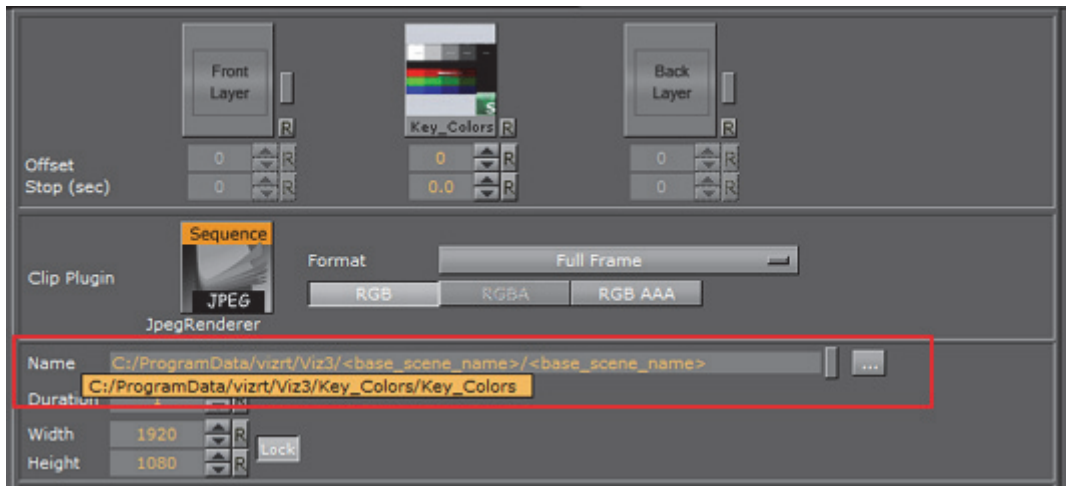 Front Layer
Back Layer
S
Key_Colors R
R
R
Offset 0 R 0 R 0 R
Stop (sec) 0 R 0.0 R 0 R
Sequence
Clip Plugin
JPEG
JpegRenderer
Format Full Frame
RGB RGBA RGB AAA
Name C:/ProgramData/vizrt/Viz3/<base_scene_name>/<base_scene_name> ...
C:/ProgramData/vizrt/Viz3/Key_Colors/Key_Colors
Duration 1 R
Width 1920 R
Lock
Height 1080 R